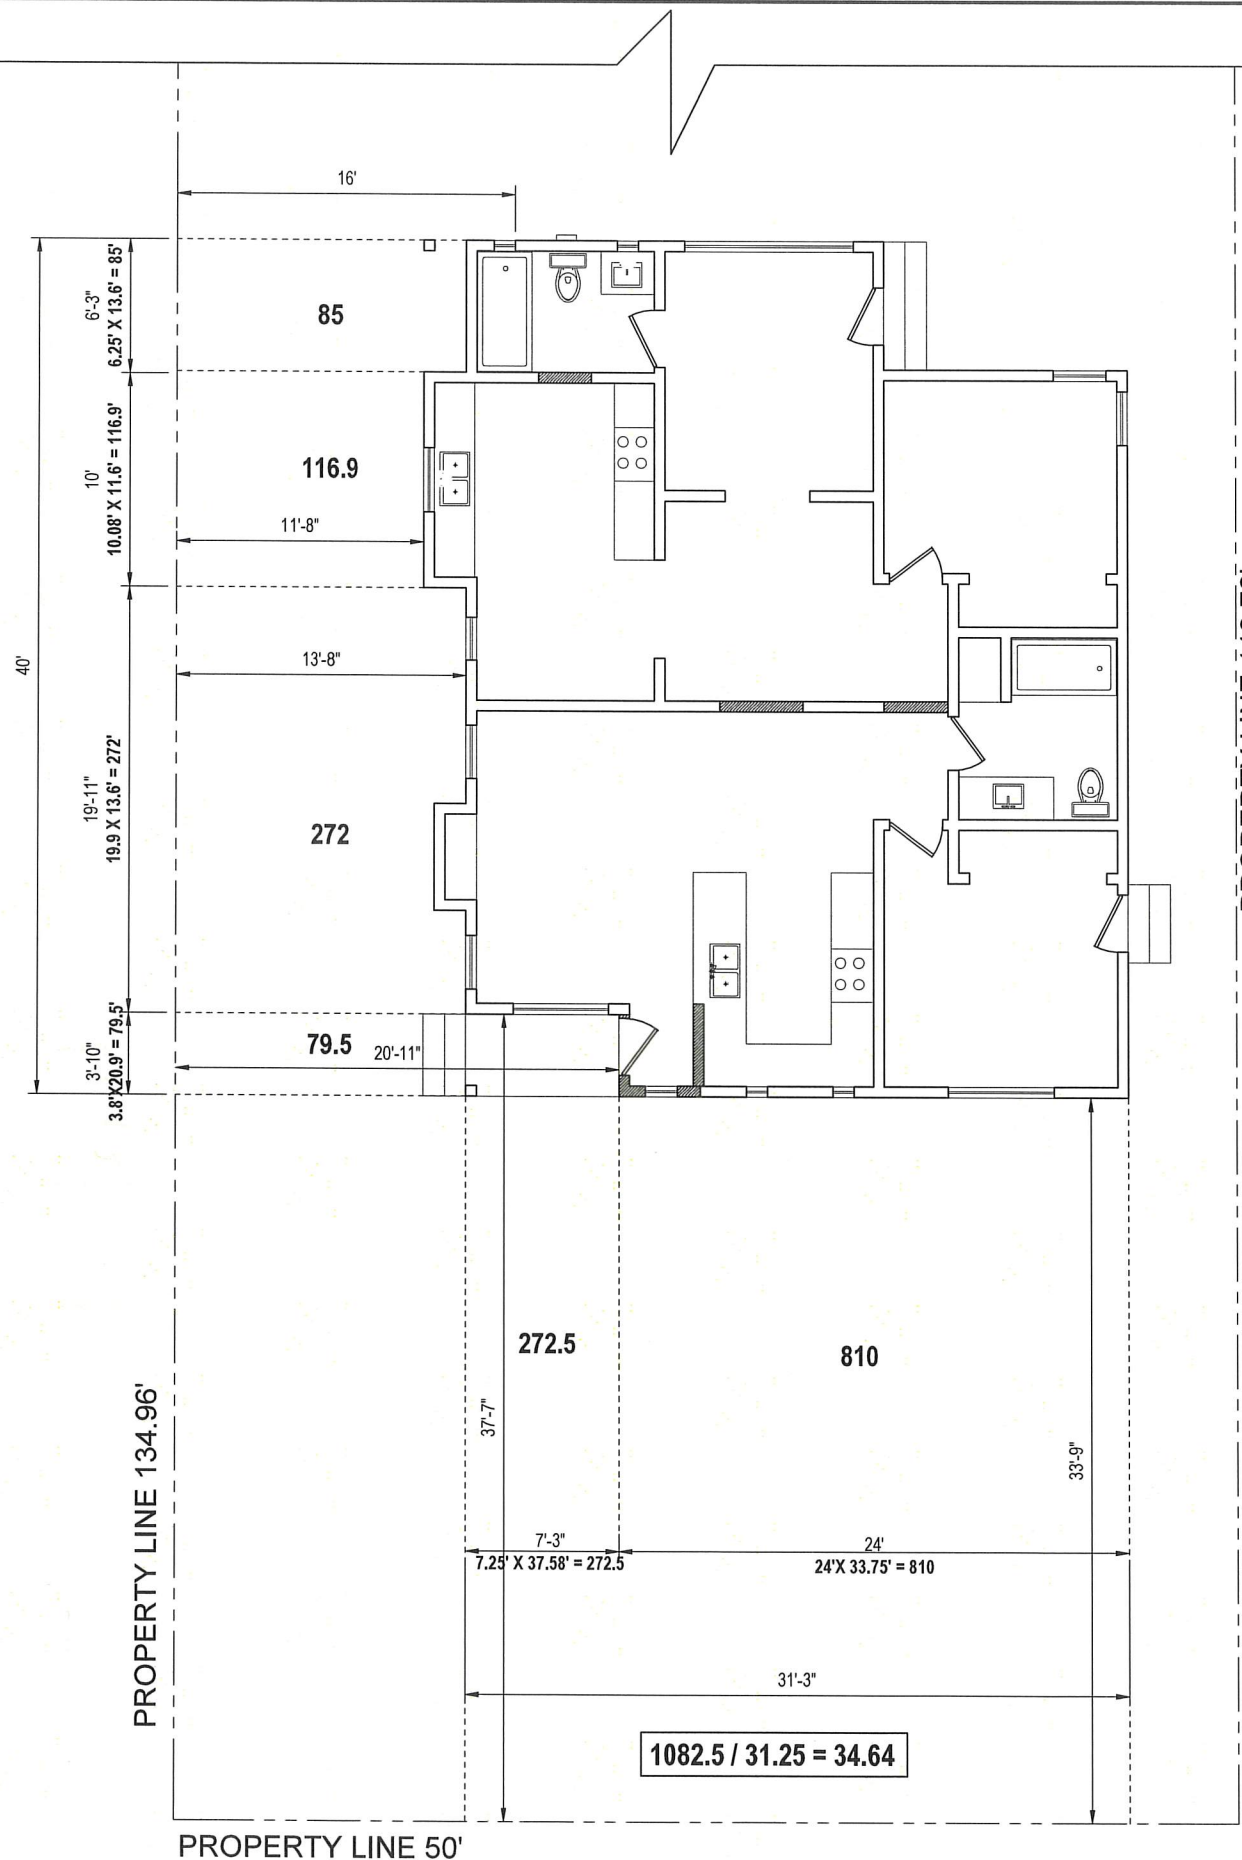 16'
6'-3"
6.25' X 13.6' = 85'
85
10'
10.08' X 11.6' = 116.9'
116.9
11'-8"
40'
13'-8"
19'-11"
19.9 X 13.6' = 272'
272
3'-10"
3.8'X20.9' = 79.5'
79.5
20'-11"
272.5
810
37'-7"
33'-9"
7'-3"
7.25' X 37.58' = 272.5
24'
24'X 33.75' = 810
31'-3"
1082.5 / 31.25 = 34.64
PROPERTY LINE 134.96'
PROPERTY LINE 50'